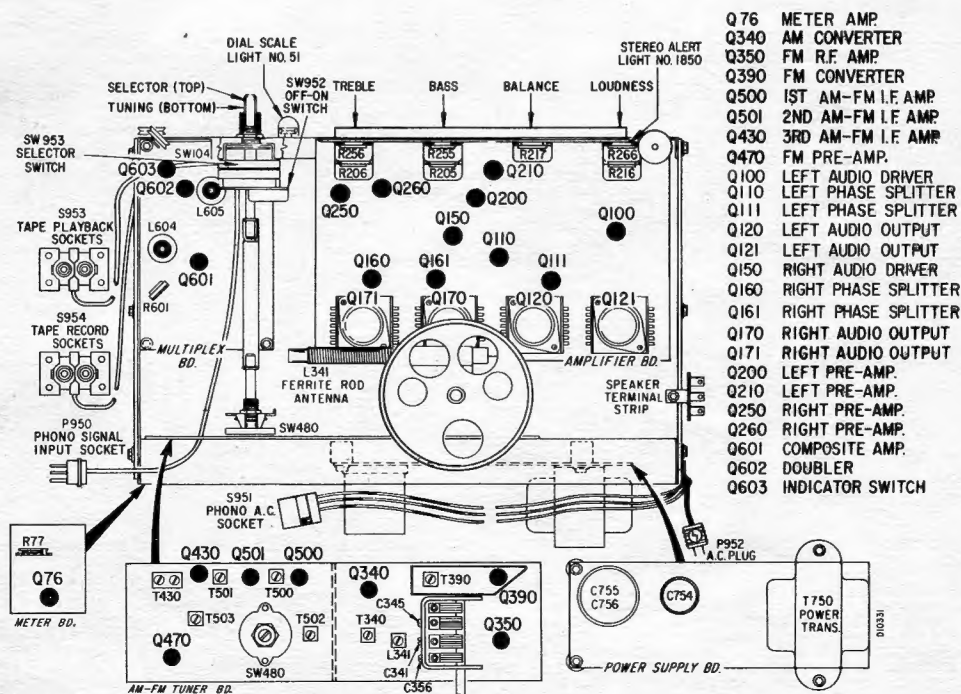 DIAL SCALE
LIGHT NO. 51
SELECTOR (TOP)
TUNING (BOTTOM)
SW952
OFF-ON
SWITCH
TREBLE
BASS
BALANCE
LOUDNESS
STEREO ALERT
LIGHT NO. 1850
SW953
SELECTOR
SWITCH
SW104
R256
R206
R255
R205
R217
R266
R216
Q603
Q602
L605
Q250
Q260
Q210
Q200
S953
TAPE PLAYBACK
SOCKETS
L604
Q601
R601
Q150
Q110
Q100
Q160
Q161
Q111
Q171
Q170
Q120
Q121
S954
TAPE RECORD
SOCKETS
MULTIPLEX
BD.
L341
FERRITE ROD
ANTENNA
AMPLIFIER BD.
SPEAKER
TERMINAL
STRIP
P950
PHONO SIGNAL
INPUT SOCKET
SW480
S951
PHONO A.C.
SOCKET
P952
A.C. PLUG
R77
Q76
METER BD.
Q430
Q501
Q500
T430
T501
T500
T503
T502
Q470
SW480
AM-FM TUNER BD.
Q340
T390
Q390
C345
T340
L341
C341
C356
Q350
C755
C756
C754
T750
POWER
TRANS.
D10331
POWER SUPPLY BD.
Q76 METER AMP.
Q340 AM CONVERTER
Q350 FM R.F. AMP.
Q390 FM CONVERTER
Q500 1ST AM-FM I.F. AMP.
Q501 2ND AM-FM I.F. AMP.
Q430 3RD AM-FM I.F. AMP.
Q470 FM PRE-AMP.
Q100 LEFT AUDIO DRIVER
Q110 LEFT PHASE SPLITTER
Q111 LEFT PHASE SPLITTER
Q120 LEFT AUDIO OUTPUT
Q121 LEFT AUDIO OUTPUT
Q150 RIGHT AUDIO DRIVER
Q160 RIGHT PHASE SPLITTER
Q161 RIGHT PHASE SPLITTER
Q170 RIGHT AUDIO OUTPUT
Q171 RIGHT AUDIO OUTPUT
Q200 LEFT PRE-AMP.
Q210 LEFT PRE-AMP.
Q250 RIGHT PRE-AMP.
Q260 RIGHT PRE-AMP.
Q601 COMPOSITE AMP.
Q602 DOUBLER
Q603 INDICATOR SWITCH